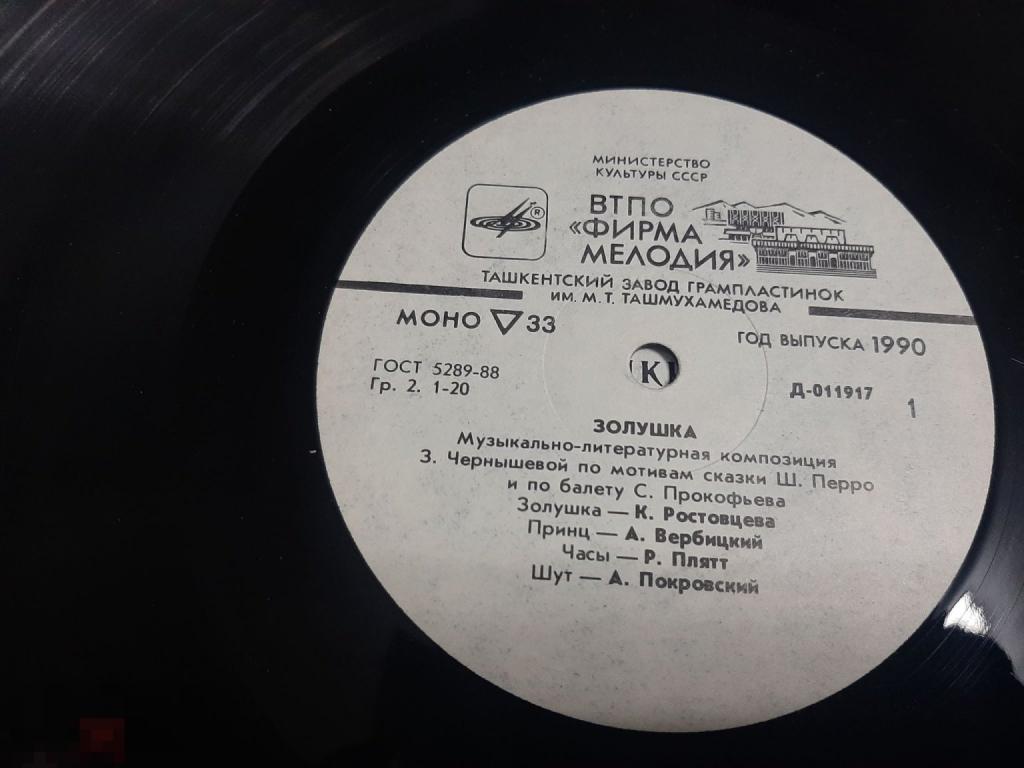 МИНИСТЕРСТВО
КУЛЬТУРЫ СССР
ВТПО
«ФИРМА
МЕЛОДИЯ»
®
ТАШКЕНТСКИЙ ЗАВОД ГРАМПЛАСТИНОК
ИМ. М. Т. ТАШМУХАМЕДОВА
МОНО ▽ 33
ГОД ВЫПУСКА 1990
ГОСТ 5289-88
Гр. 2. 1-20
К
Д-011917 1
ЗОЛУШКА
Музыкально-литературная композиция
З. Чернышевой по мотивам сказки Ш. Перро
и по балету С. Прокофьева
Золушка — К. Ростовцева
Принц — А. Вербицкий
Часы — Р. Плятт
Шут — А. Покровский